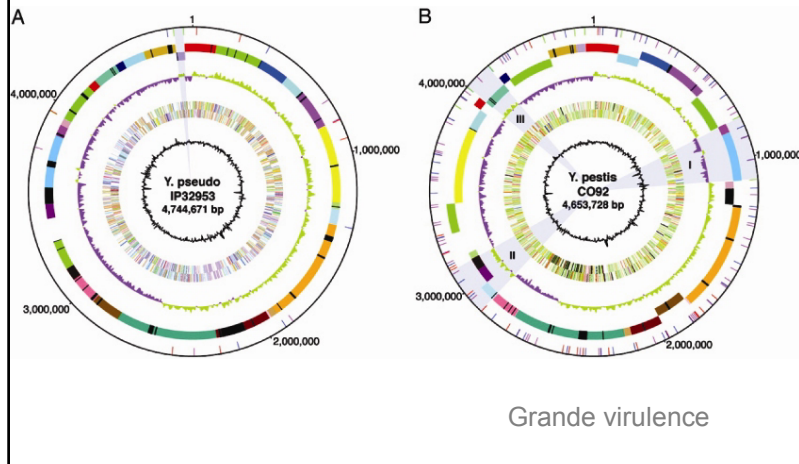 A
1
4,000,000
1,000,000
3,000,000
2,000,000
Y. pseudo
IP32953
4,744,671 bp
B
1
4,000,000
1,000,000
3,000,000
2,000,000
III
I
II
Y. pestis
CO92
4,653,728 bp
Grande virulence